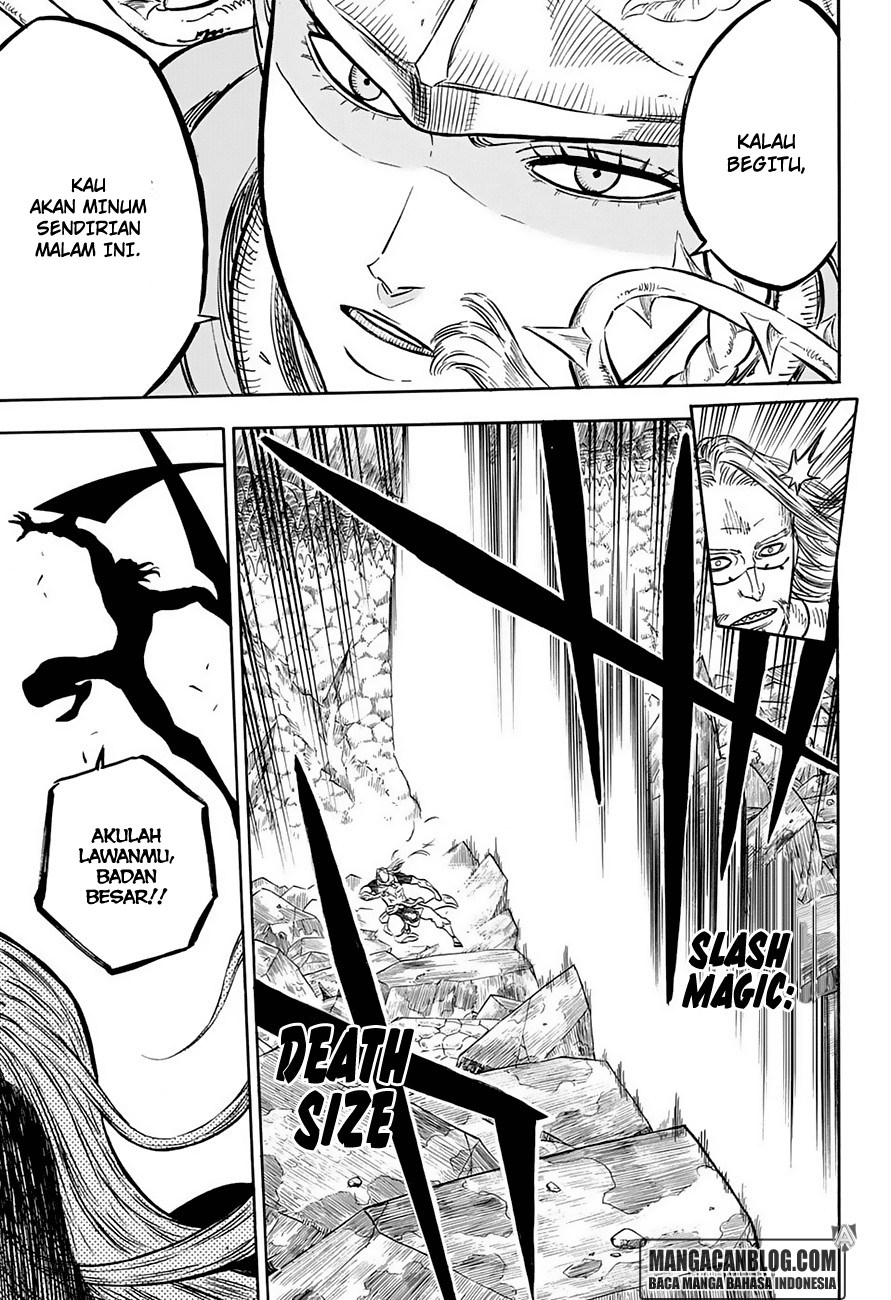 KALAU
BEGITU,
KAU
AKAN MINUM
SENDIRIAN
MALAM INI.
SLASH
MAGIC:
DEATH
SIZE
AKULAH
LAWANMU,
BADAN
BESAR!!
MANGACANBLOG.COM
BACA MANGA BAHASA INDONESIA